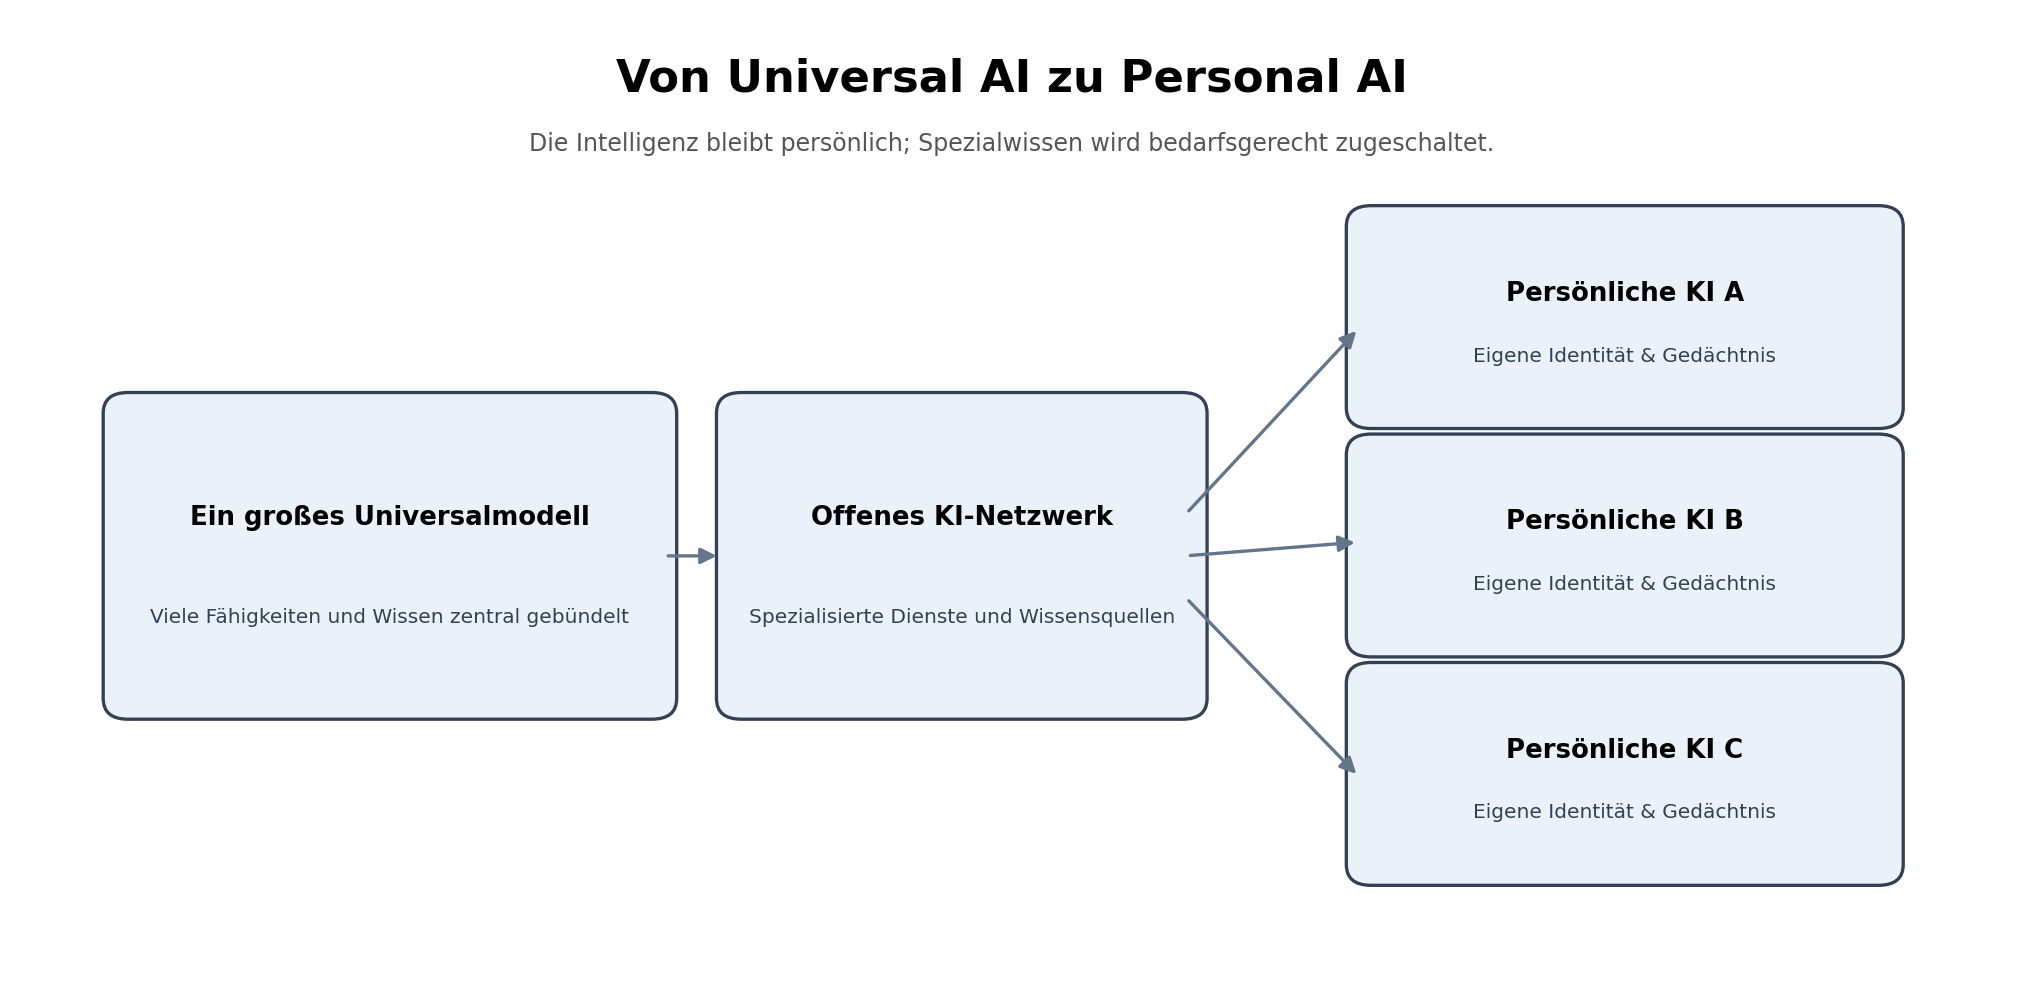 Von Universal AI zu Personal AI
Die Intelligenz bleibt persönlich; Spezialwissen wird bedarfsgerecht zugeschaltet.
Ein großes Universalmodell
Viele Fähigkeiten und Wissen zentral gebündelt
Offenes KI-Netzwerk
Spezialisierte Dienste und Wissensquellen
Persönliche KI A
Eigene Identität & Gedächtnis
Persönliche KI B
Eigene Identität & Gedächtnis
Persönliche KI C
Eigene Identität & Gedächtnis